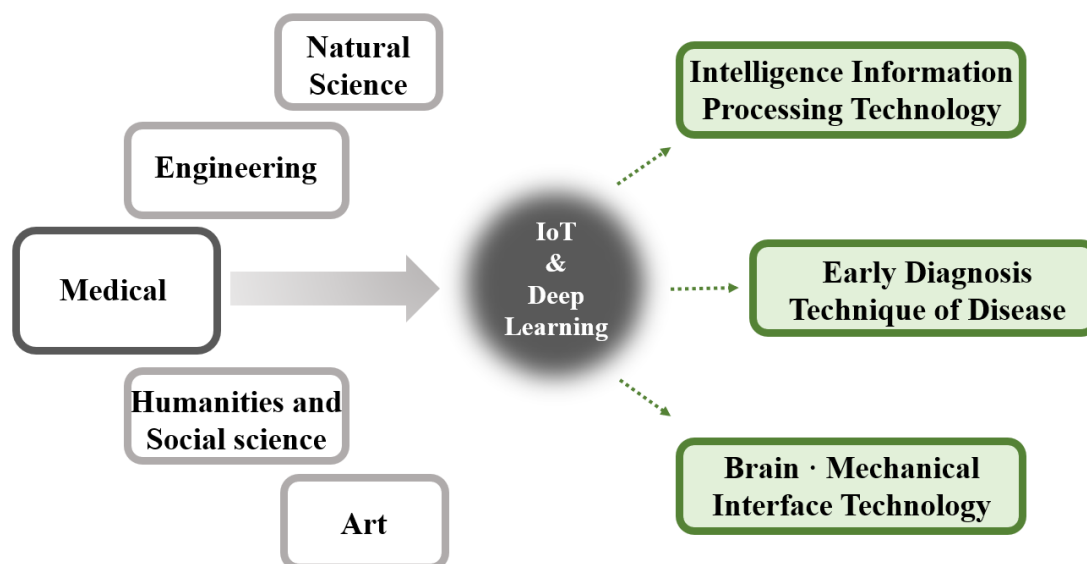 Natural
Science
Engineering
Medical
Humanities and
Social science
Art
IoT
&
Deep
Learning
Intelligence Information
Processing Technology
Early Diagnosis
Technique of Disease
Brain · Mechanical
Interface Technology